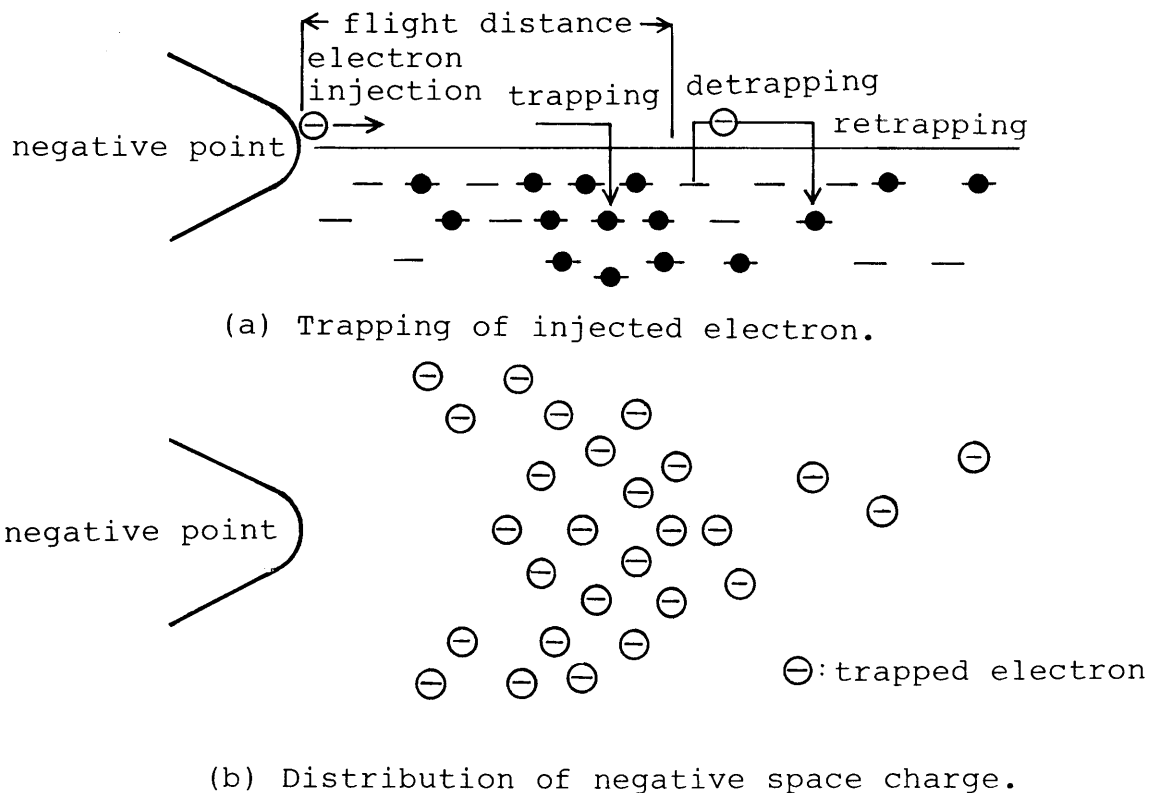 flight distance
electron
injection
trapping
detrapping
retrapping
negative point
(a) Trapping of injected electron.
negative point
⊖:trapped electron
(b) Distribution of negative space charge.